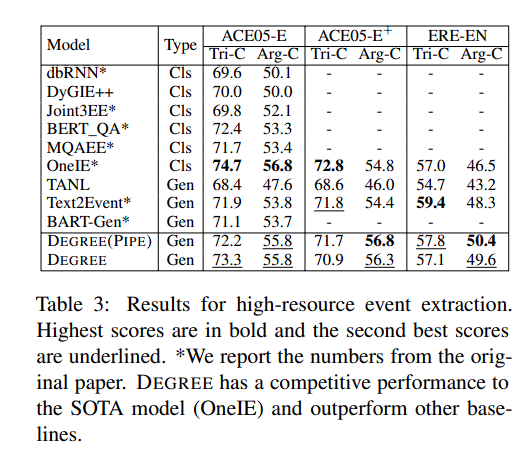 Model Type ACE05-E ACE05-E+ ERE-EN
Tri-C Arg-C Tri-C Arg-C Tri-C Arg-C
dbRNN* Cls 69.6 50.1 - - - -
DyGIE++ Cls 70.0 50.0 - - - -
Joint3EE* Cls 69.8 52.1 - - - -
BERT_QA* Cls 72.4 53.3 - - - -
MQAEE* Cls 71.7 53.4 - - - -
OneIE* Cls 74.7 56.8 72.8 54.8 57.0 46.5
TANL Gen 68.4 47.6 68.6 46.0 54.7 43.2
Text2Event* Gen 71.9 53.8 71.8 54.4 59.4 48.3
BART-Gen* Gen 71.1 53.7 - - - -
DEGREE(PIPE) Gen 72.2 55.8 71.7 56.8 57.8 50.4
DEGREE Gen 73.3 55.8 70.9 56.3 57.1 49.6
Table 3: Results for high-resource event extraction.
Highest scores are in bold and the second best scores
are underlined. *We report the numbers from the orig-
inal paper. DEGREE has a competitive performance to
the SOTA model (OneIE) and outperform other base-
lines.